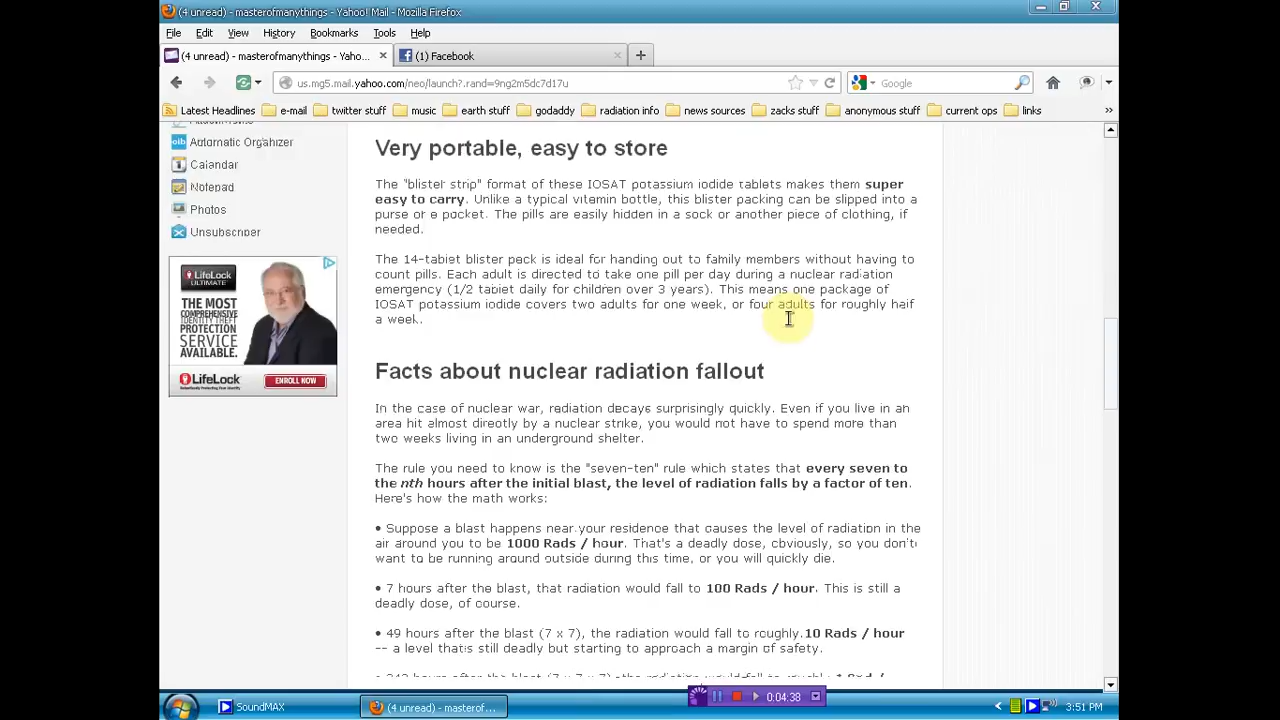 (4 unread) - masterofmanythings - Yahoo! Mail - Mozilla Firefox
File Edit View History Bookmarks Tools Help
(4 unread) - masterofmanythings - Yaho... × (1) Facebook × +
us.mg5.mail.yahoo.com/neo/launch?.rand=9ng2m5dc7d17u Google
Latest Headlines e-mail twitter stuff music earth stuff godaddy radiation info news sources zacks stuff anonymous stuff current ops links »
Automatic Organizer
Calendar
Notepad
Photos
Unsubscriber
LifeLock
ULTIMATE
THE MOST
COMPREHENSIVE
IDENTITY THEFT
PROTECTION
SERVICE
AVAILABLE.
LifeLock
ENROLL NOW
Very portable, easy to store
The "blister strip" format of these IOSAT potassium iodide tablets makes them super
easy to carry. Unlike a typical vitamin bottle, this blister packing can be slipped into a
purse or a pocket. The pills are easily hidden in a sock or another piece of clothing, if
needed.
The 14-tablet blister pack is ideal for handing out to family members without having to
count pills. Each adult is directed to take one pill per day during a nuclear radiation
emergency (1/2 tablet daily for children over 3 years). This means one package of
IOSAT potassium iodide covers two adults for one week, or four adults for roughly half
a week.
Facts about nuclear radiation fallout
In the case of nuclear war, radiation decays surprisingly quickly. Even if you live in an
area hit almost directly by a nuclear strike, you would not have to spend more than
two weeks living in an underground shelter.
The rule you need to know is the "seven-ten" rule which states that every seven to
the nth hours after the initial blast, the level of radiation falls by a factor of ten.
Here's how the math works:
• Suppose a blast happens near your residence that causes the level of radiation in the
air around you to be 1000 Rads / hour. That's a deadly dose, obviously, so you don't
want to be running around outside during this time, or you will quickly die.
• 7 hours after the blast, that radiation would fall to 100 Rads / hour. This is still a
deadly dose, of course.
• 49 hours after the blast (7 x 7), the radiation would fall to roughly 10 Rads / hour
-- a level that's still deadly but starting to approach a margin of safety.
SoundMAX (4 unread) - masterof... 0:04:38 3:51 PM